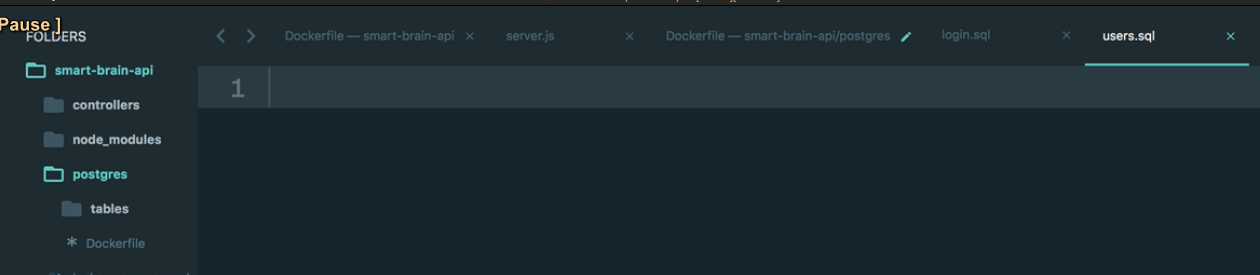 Pause ]
FOLDERS
Dockerfile — smart-brain-api
server.js
Dockerfile — smart-brain-api/postgres
login.sql
users.sql
smart-brain-api
1
controllers
node_modules
postgres
tables
* Dockerfile